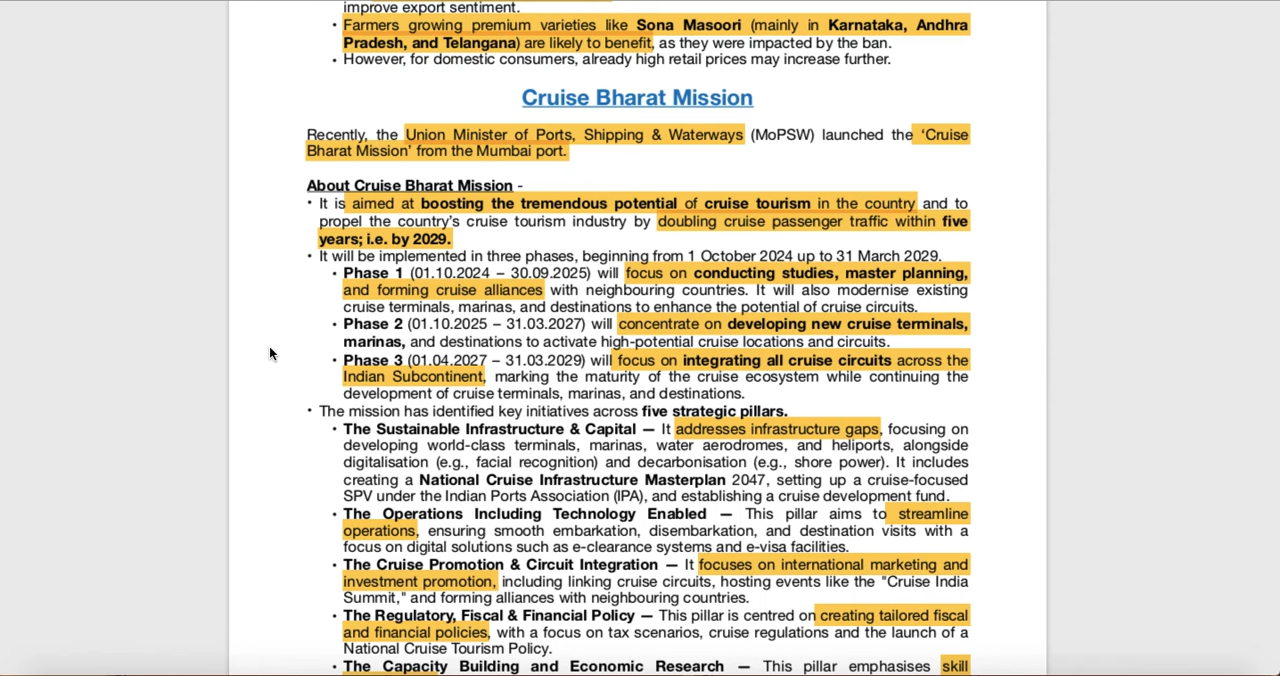 improve export sentiment.
• Farmers growing premium varieties like Sona Masoori (mainly in Karnataka, Andhra
Pradesh, and Telangana) are likely to benefit, as they were impacted by the ban.
• However, for domestic consumers, already high retail prices may increase further.
Cruise Bharat Mission
Recently, the Union Minister of Ports, Shipping & Waterways (MoPSW) launched the ‘Cruise
Bharat Mission’ from the Mumbai port.
About Cruise Bharat Mission -
• It is aimed at boosting the tremendous potential of cruise tourism in the country and to
propel the country’s cruise tourism industry by doubling cruise passenger traffic within five
years; i.e. by 2029.
• It will be implemented in three phases, beginning from 1 October 2024 up to 31 March 2029.
• Phase 1 (01.10.2024 – 30.09.2025) will focus on conducting studies, master planning,
and forming cruise alliances with neighbouring countries. It will also modernise existing
cruise terminals, marinas, and destinations to enhance the potential of cruise circuits.
• Phase 2 (01.10.2025 – 31.03.2027) will concentrate on developing new cruise terminals,
marinas, and destinations to activate high-potential cruise locations and circuits.
• Phase 3 (01.04.2027 – 31.03.2029) will focus on integrating all cruise circuits across the
Indian Subcontinent, marking the maturity of the cruise ecosystem while continuing the
development of cruise terminals, marinas, and destinations.
• The mission has identified key initiatives across five strategic pillars.
• The Sustainable Infrastructure & Capital — It addresses infrastructure gaps, focusing on
developing world-class terminals, marinas, water aerodromes, and heliports, alongside
digitalisation (e.g., facial recognition) and decarbonisation (e.g., shore power). It includes
creating a National Cruise Infrastructure Masterplan 2047, setting up a cruise-focused
SPV under the Indian Ports Association (IPA), and establishing a cruise development fund.
• The Operations Including Technology Enabled — This pillar aims to streamline
operations, ensuring smooth embarkation, disembarkation, and destination visits with a
focus on digital solutions such as e-clearance systems and e-visa facilities.
• The Cruise Promotion & Circuit Integration — It focuses on international marketing and
investment promotion, including linking cruise circuits, hosting events like the "Cruise India
Summit," and forming alliances with neighbouring countries.
• The Regulatory, Fiscal & Financial Policy — This pillar is centred on creating tailored fiscal
and financial policies, with a focus on tax scenarios, cruise regulations and the launch of a
National Cruise Tourism Policy.
• The Capacity Building and Economic Research — This pillar emphasises skill